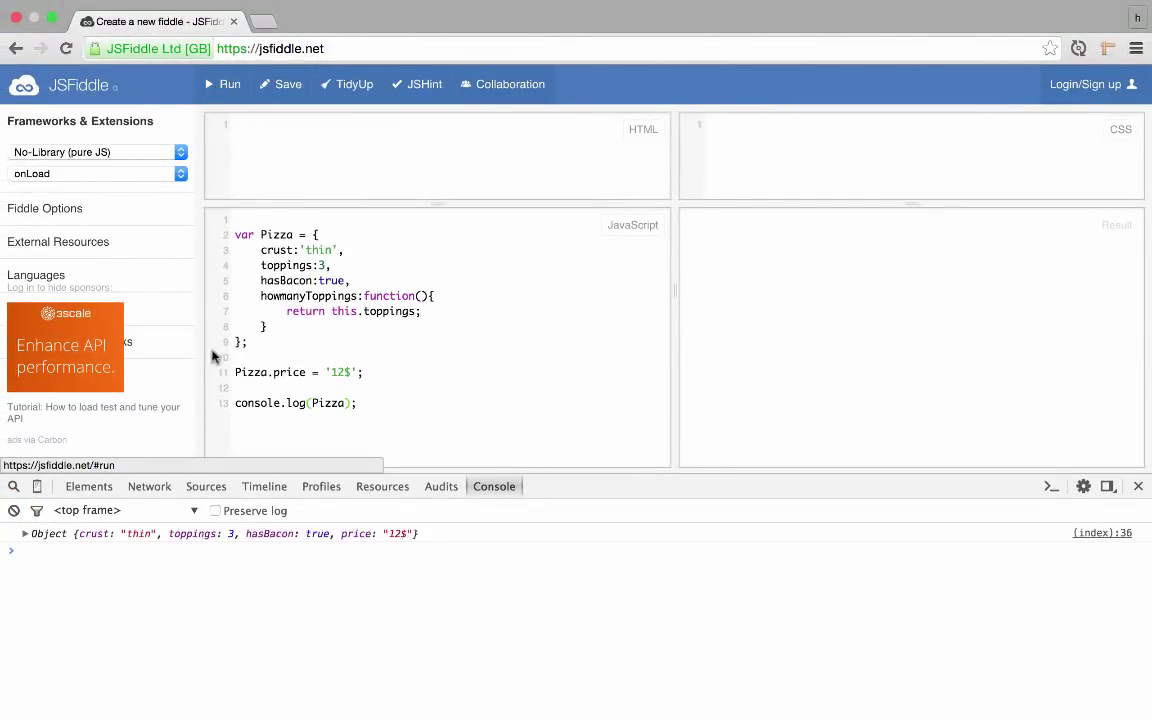 Create a new fiddle - JSFidd
h
JSFiddle Ltd [GB] https://jsfiddle.net
JSFiddle
Run Save TidyUp JSHint Collaboration Login/Sign up
Frameworks & Extensions
No-Library (pure JS)
onLoad
Fiddle Options
External Resources
Languages
Log in to hide sponsors:
3scale
Enhance API
performance.
ks
Tutorial: How to load test and tune your
API
ads via Carbon
https://jsfiddle.net/#run
1
HTML
1
CSS
JavaScript
Result
1
2 var Pizza = {
3 crust:'thin',
4 toppings:3,
5 hasBacon:true,
6 howmanyToppings:function(){
7 return this.toppings;
8 }
9 };
10
11 Pizza.price = '12$';
12
13 console.log(Pizza);
Elements Network Sources Timeline Profiles Resources Audits Console
<top frame> Preserve log
Object {crust: "thin", toppings: 3, hasBacon: true, price: "12$"} (index):36